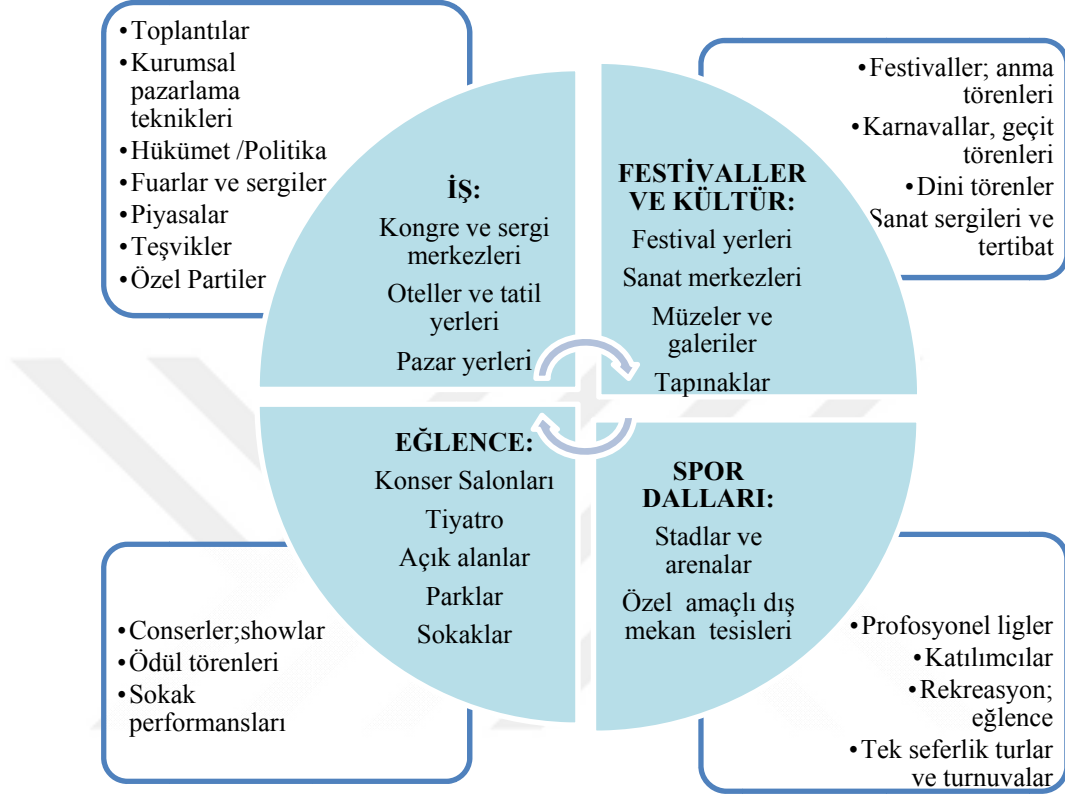 •Toplantılar
•Kurumsal
pazarlama
teknikleri
•Hükümet /Politika
•Fuarlar ve sergiler
•Piyasalar
•Teşvikler
•Özel Partiler
İŞ:
Kongre ve sergi
merkezleri
Oteller ve tatil
yerleri
Pazar yerleri
FESTİVALLER
VE KÜLTÜR:
Festival yerleri
Sanat merkezleri
Müzeler ve
galeriler
Tapınaklar
•Festivaller; anma
törenleri
•Karnavallar, geçit
törenleri
•Dini törenler
Sanat sergileri ve
tertibat
EĞLENCE:
Konser Salonları
Tiyatro
Açık alanlar
Parklar
Sokaklar
•Conserler;showlar
•Ödül törenleri
•Sokak
performansları
SPOR
DALLARI:
Stadlar ve
arenalar
Özel amaçlı dış
mekan tesisleri
•Profosyonel ligler
•Katılımcılar
•Rekreasyon;
eğlence
•Tek seferlik turlar
ve turnuvalar